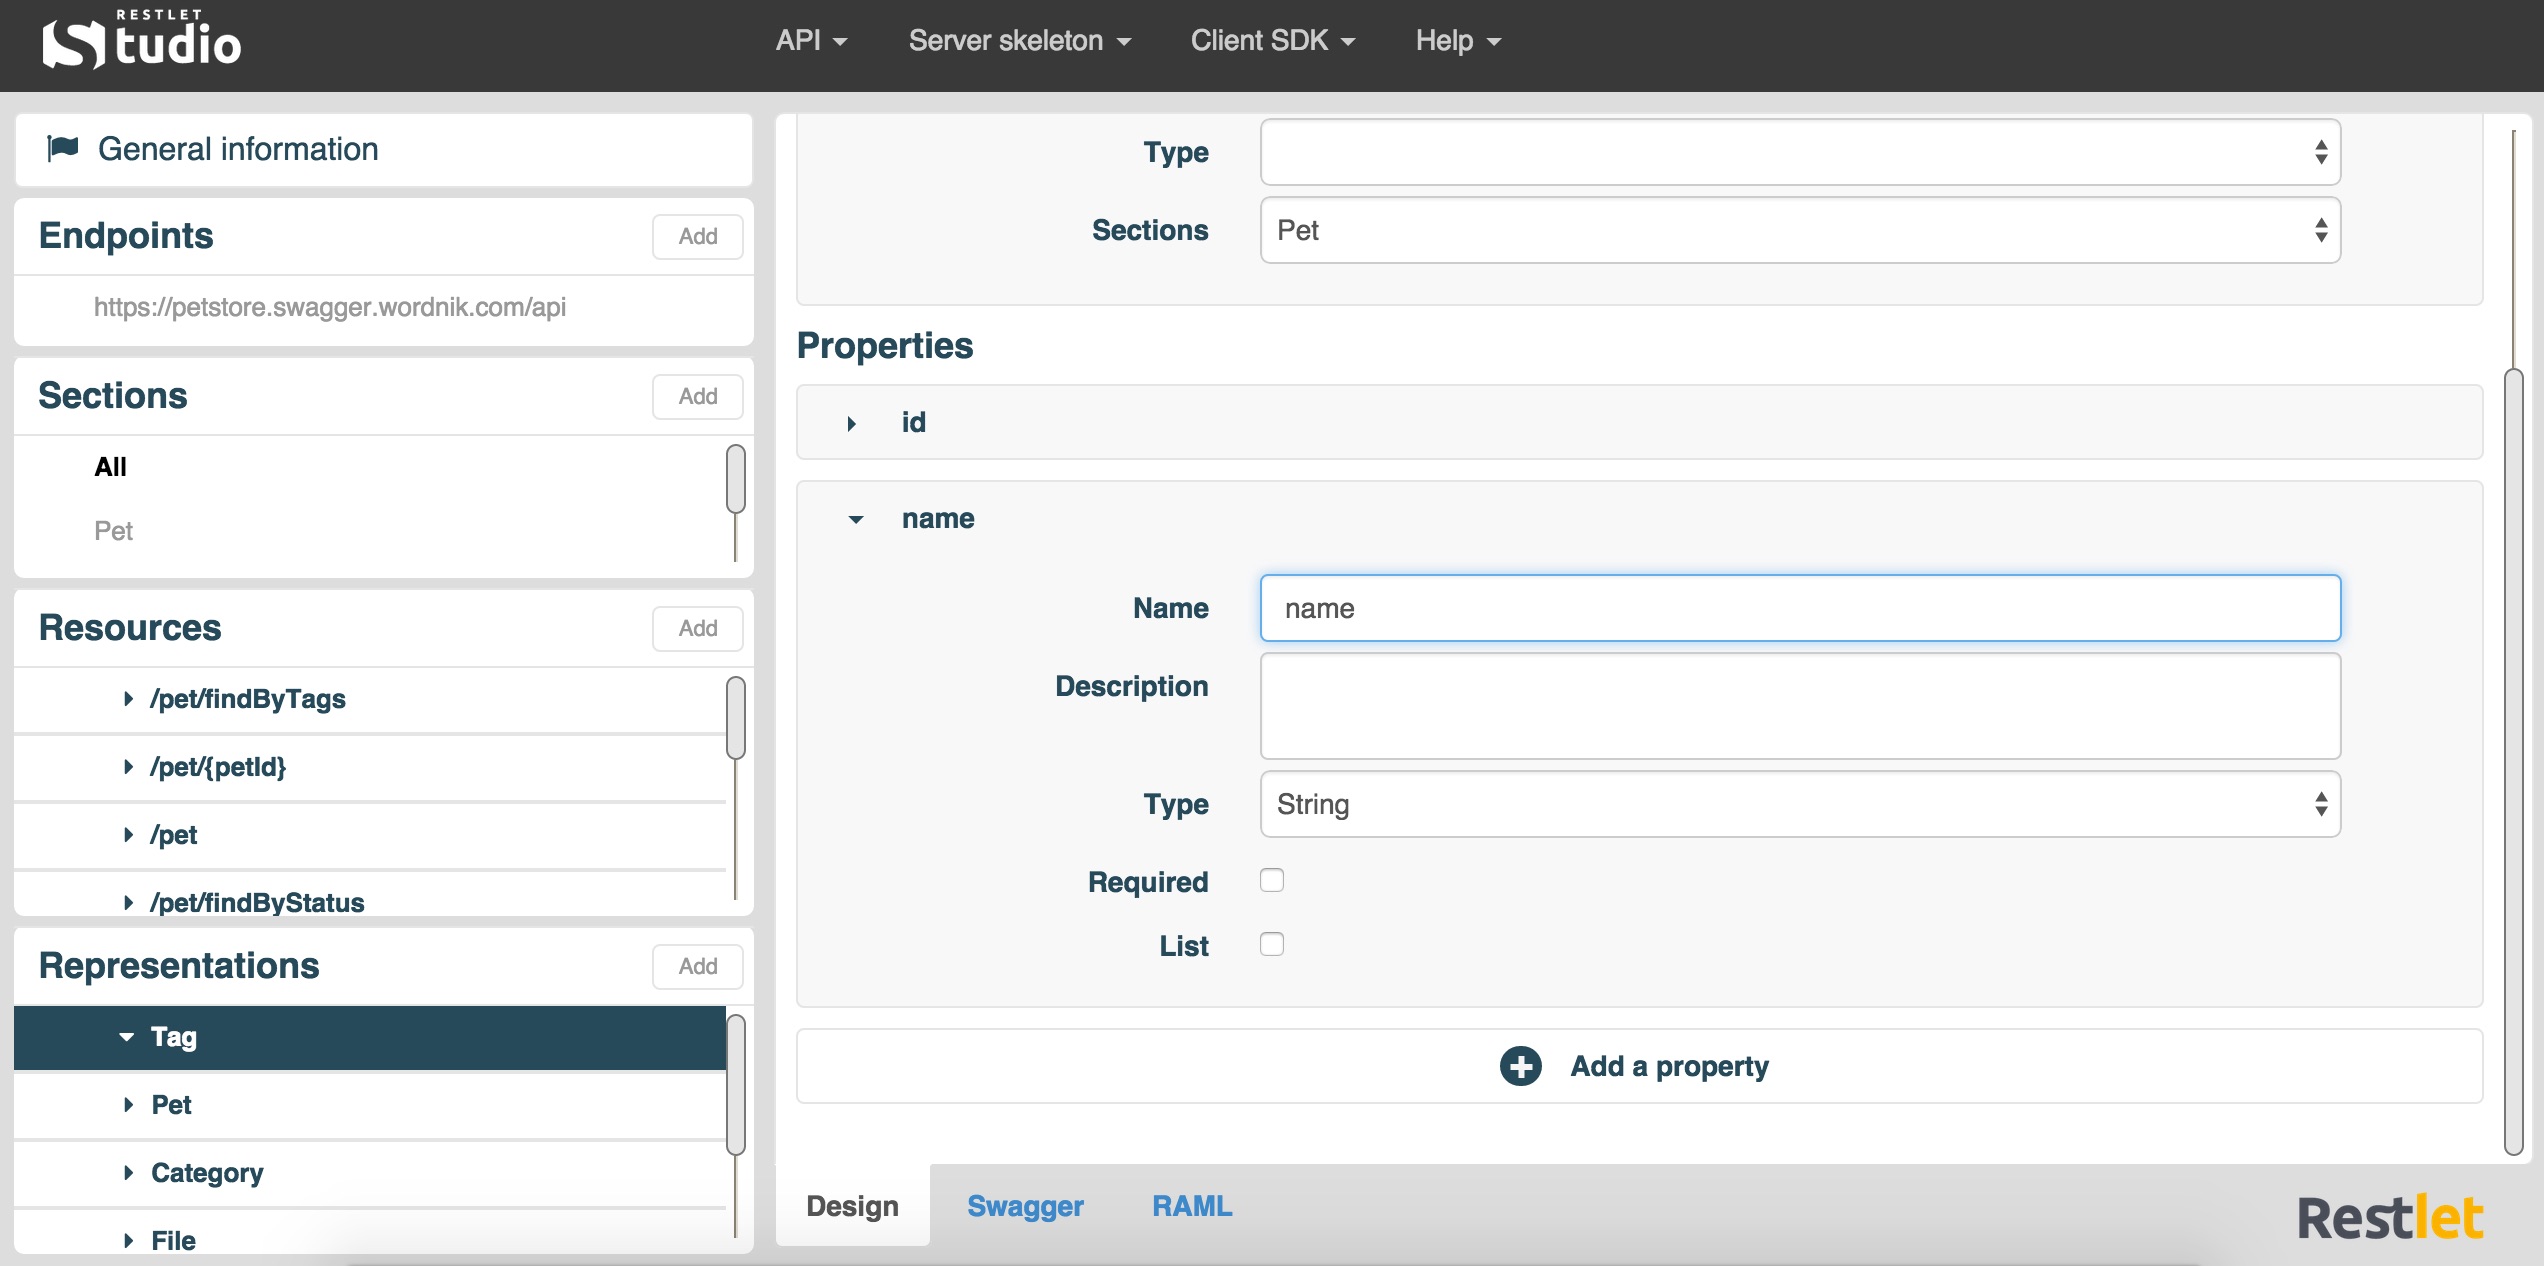 RESTLET
Studio
API
Server skeleton
Client SDK
Help
General information
Endpoints
Add
https://petstore.swagger.wordnik.com/api
Sections
Add
All
Pet
Resources
Add
/pet/findByTags
/pet/{petId}
/pet
/pet/findByStatus
Representations
Add
Tag
Pet
Category
File
Type
Sections
Pet
Properties
id
name
Name
name
Description
Type
String
Required
List
Add a property
Design
Swagger
RAML
Restlet